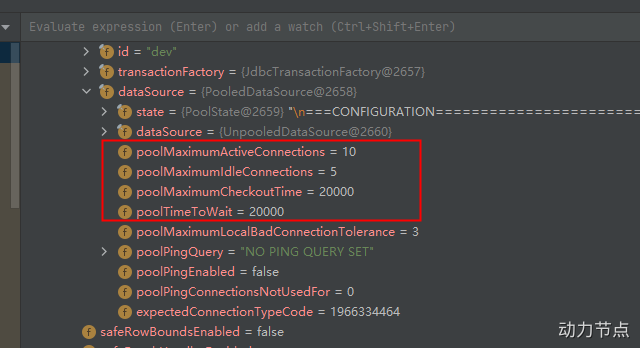 Evaluate expression (Enter) or add a watch (Ctrl+Shift+Enter)
id = "dev"
transactionFactory = {JdbcTransactionFactory@2657}
dataSource = {PooledDataSource@2658}
state = {PoolState@2659} "\n===CONFIGURATION==========================
dataSource = {UnpooledDataSource@2660}
poolMaximumActiveConnections = 10
poolMaximumIdleConnections = 5
poolMaximumCheckoutTime = 20000
poolTimeToWait = 20000
poolMaximumLocalBadConnectionTolerance = 3
poolPingQuery = "NO PING QUERY SET"
poolPingEnabled = false
poolPingConnectionsNotUsedFor = 0
expectedConnectionTypeCode = 1966334464
safeRowBoundsEnabled = false
动力节点